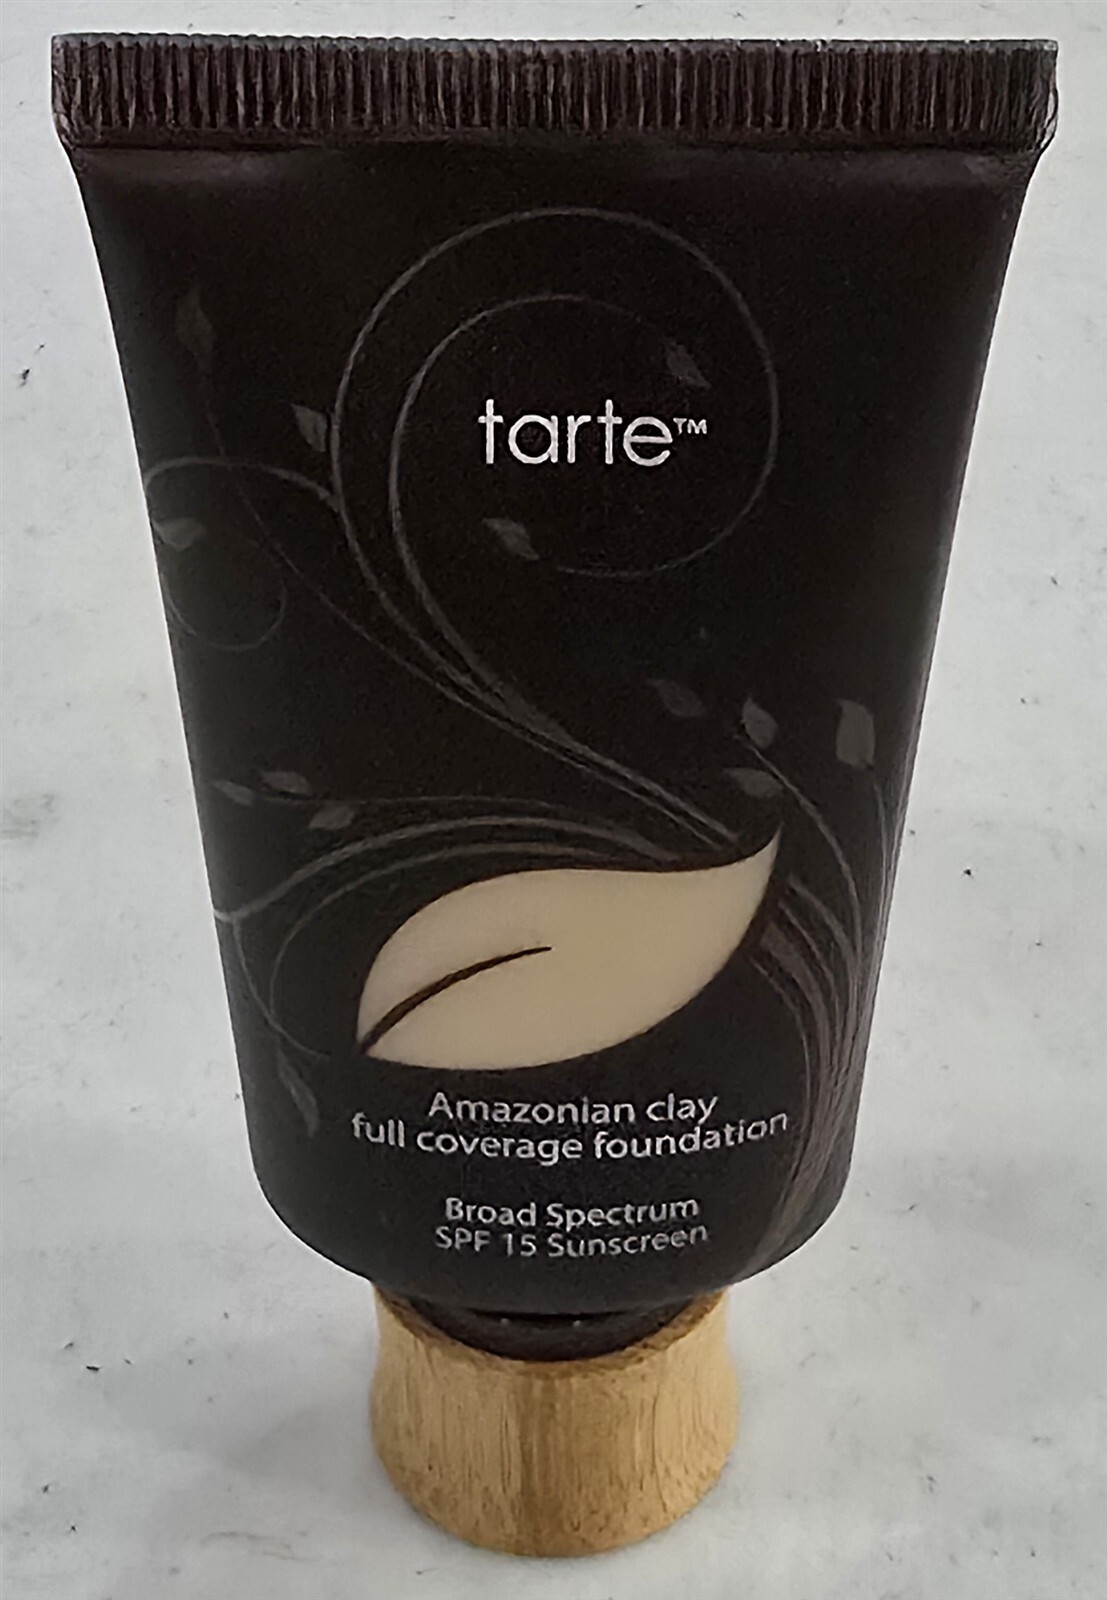 tarte™
Amazonian clay
full coverage foundation
Broad Spectrum
SPF 15 Sunscreen